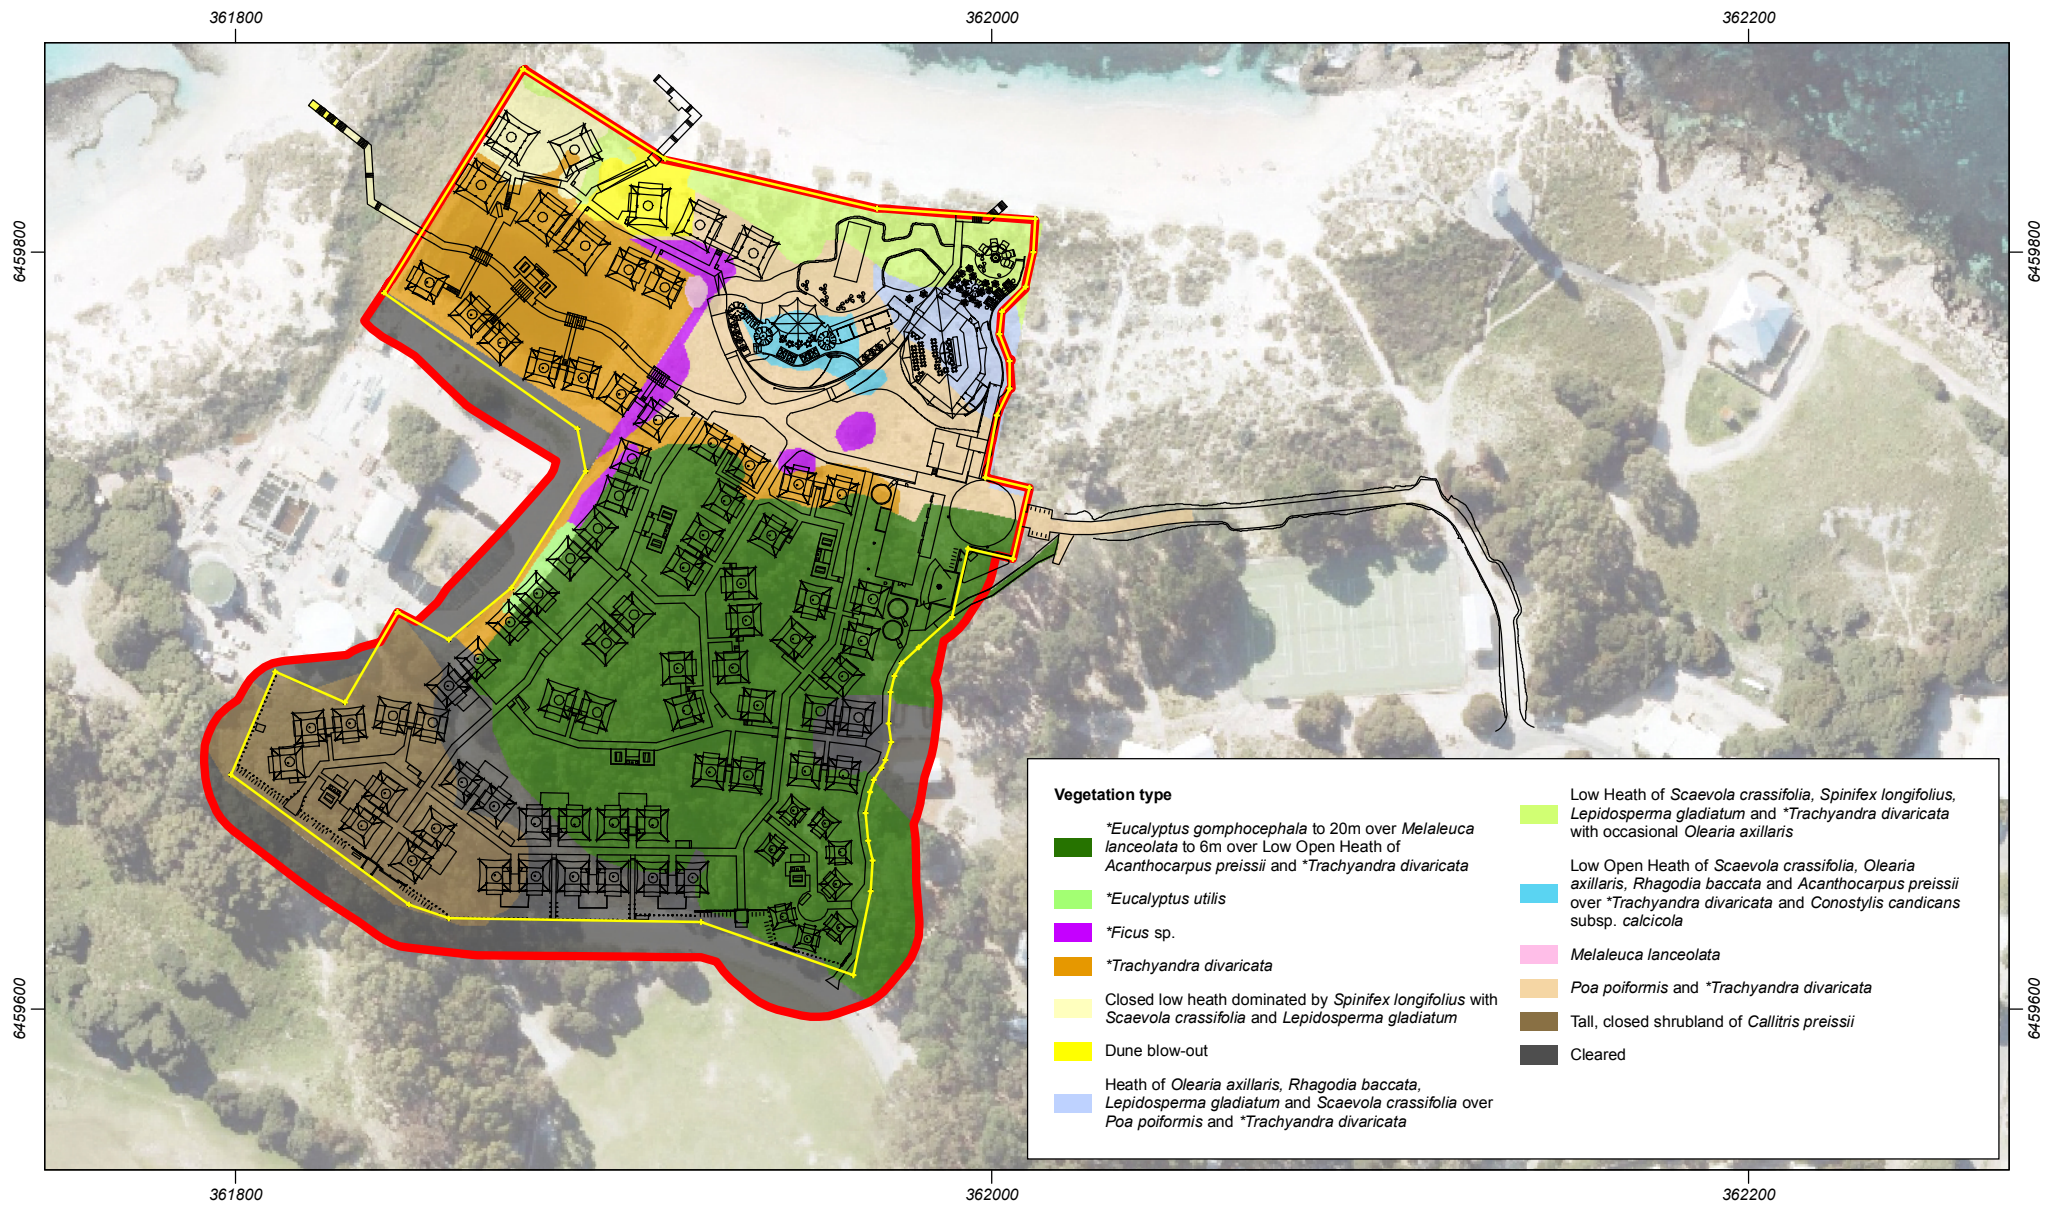 361800
362000
362200
6459800
6459800
6459600
6459600
Vegetation type
*Eucalyptus gomphocephala to 20m over Melaleuca
lanceolata to 6m over Low Open Heath of
Acanthocarpus preissii and *Trachyandra divaricata
*Eucalyptus utilis
*Ficus sp.
*Trachyandra divaricata
Closed low heath dominated by Spinifex longifolius with
Scaevola crassifolia and Lepidosperma gladiatum
Dune blow-out
Heath of Olearia axillaris, Rhagodia baccata,
Lepidosperma gladiatum and Scaevola crassifolia over
Poa poiformis and *Trachyandra divaricata
Low Heath of Scaevola crassifolia, Spinifex longifolius,
Lepidosperma gladiatum and *Trachyandra divaricata
with occasional Olearia axillaris
Low Open Heath of Scaevola crassifolia, Olearia
axillaris, Rhagodia baccata and Acanthocarpus preissii
over *Trachyandra divaricata and Conostylis candicans
subsp. calcicola
Melaleuca lanceolata
Poa poiformis and *Trachyandra divaricata
Tall, closed shrubland of Callitris preissii
Cleared
361800
362000
362200